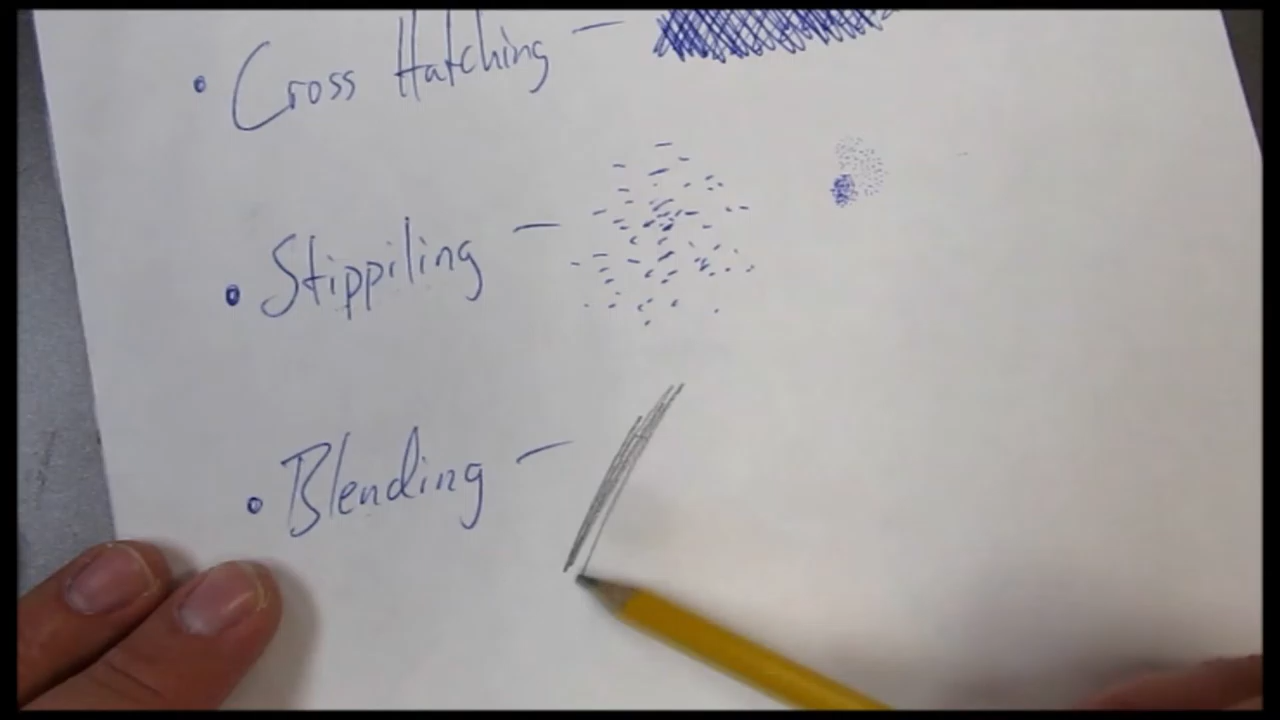 • Cross Hatching –
• Stippiling –
• Blending –